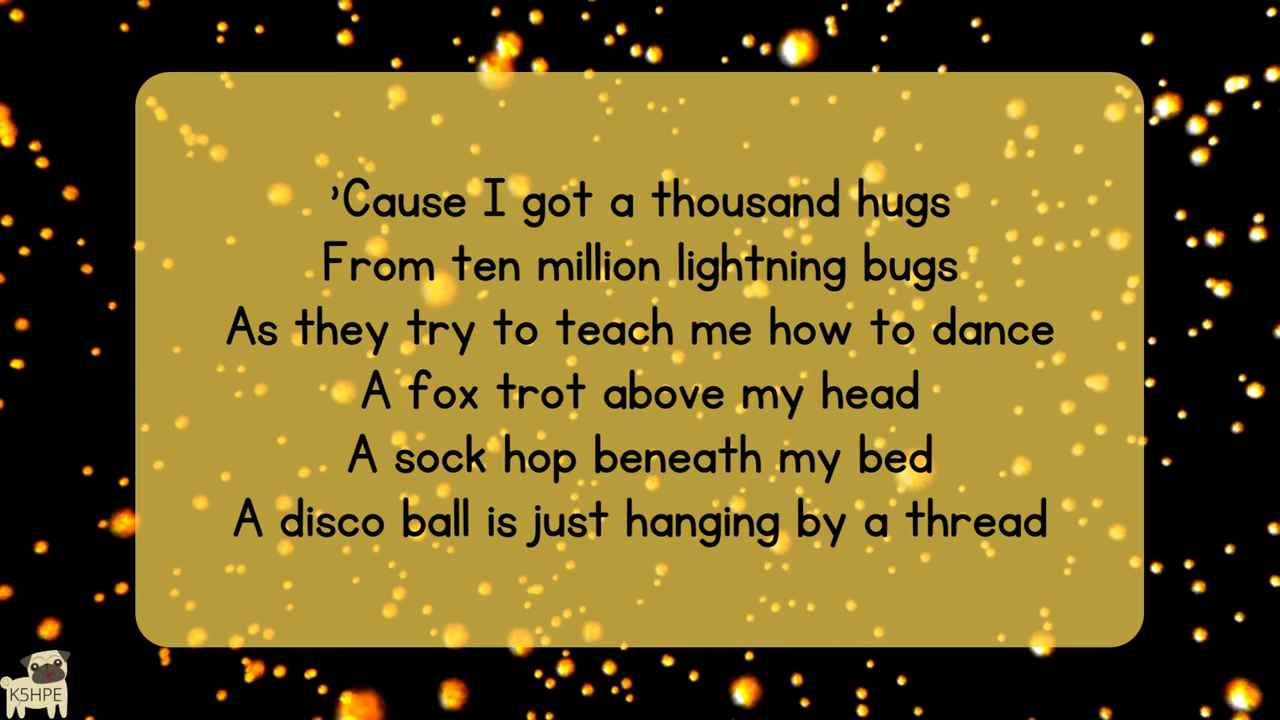 ’Cause I got a thousand hugs
From ten million lightning bugs
As they try to teach me how to dance
A fox trot above my head
A sock hop beneath my bed
A disco ball is just hanging by a thread
K5HPE